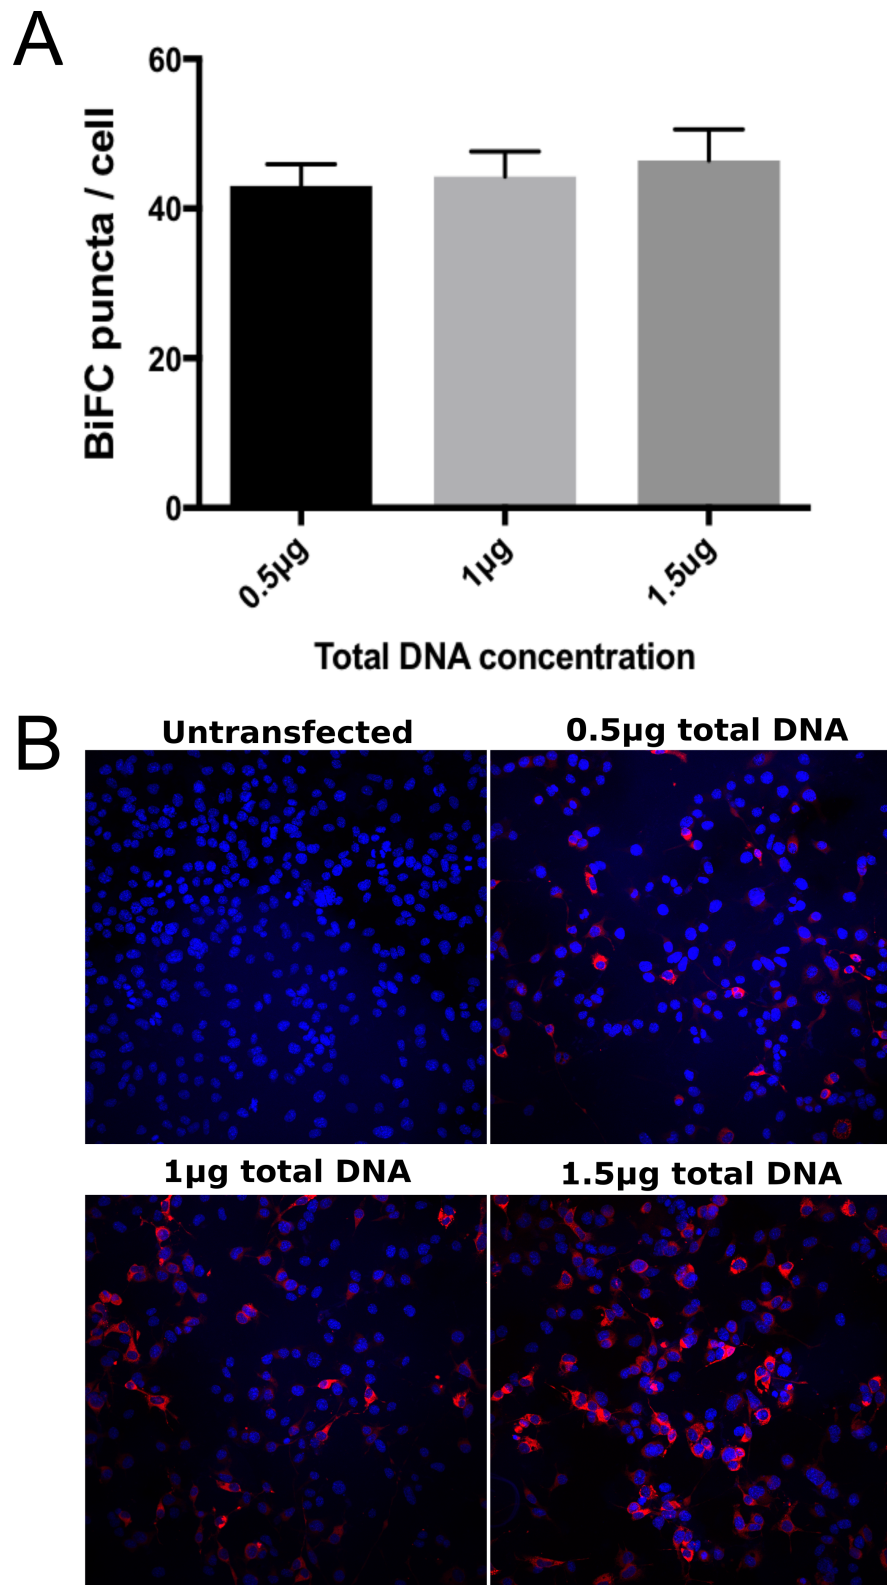 A
60
40
20
0
BiFC puncta / cell
0.5µg
1µg
1.5ug
Total DNA concentration
B
Untransfected
0.5µg total DNA
1µg total DNA
1.5µg total DNA